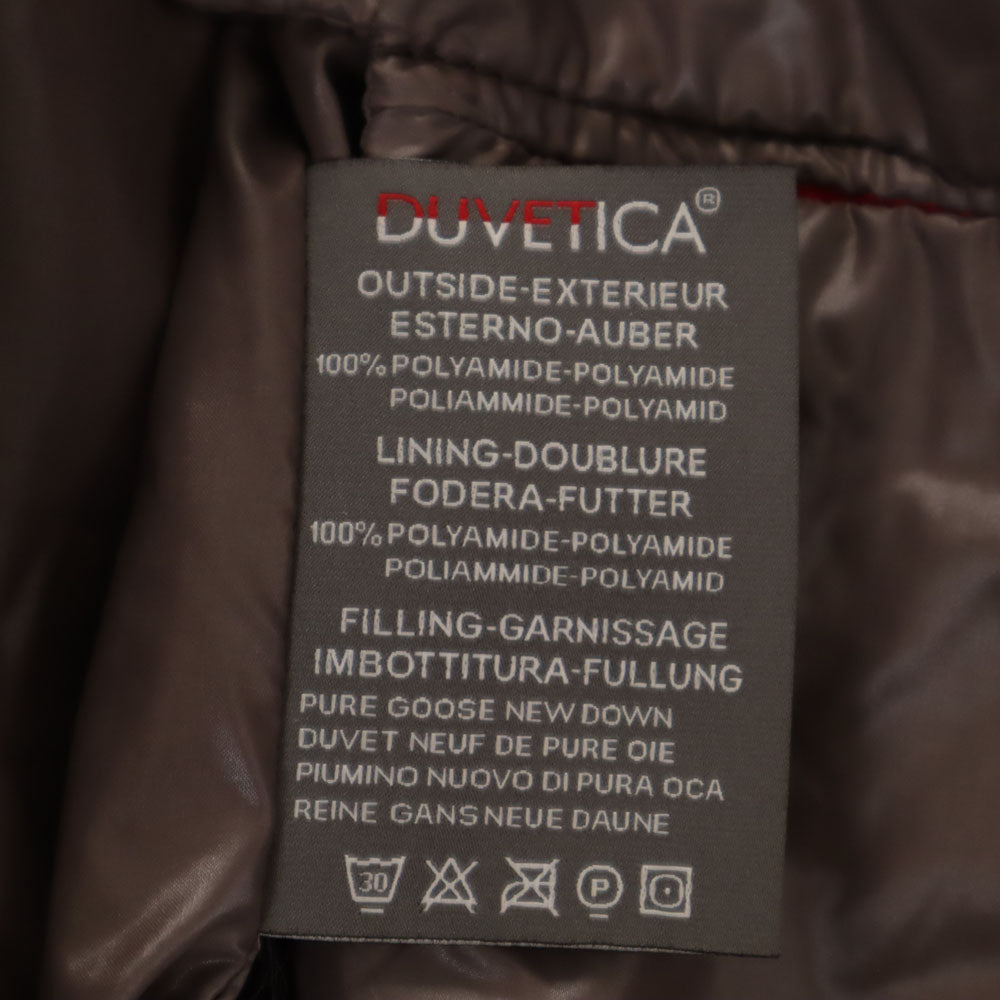 DUVETICA®
OUTSIDE-EXTERIEUR
ESTERNO-AUBER
100% POLYAMIDE-POLYAMIDE
POLIAMMIDE-POLYAMID
LINING-DOUBLURE
FODERA-FUTTER
100% POLYAMIDE-POLYAMIDE
POLIAMMIDE-POLYAMID
FILLING-GARNISSAGE
IMBOTTITURA-FULLUNG
PURE GOOSE NEW DOWN
DUVET NEUF DE PURE OIE
PIUMINO NUOVO DI PURA OCA
REINE GANS NEUE DAUNE
30 P